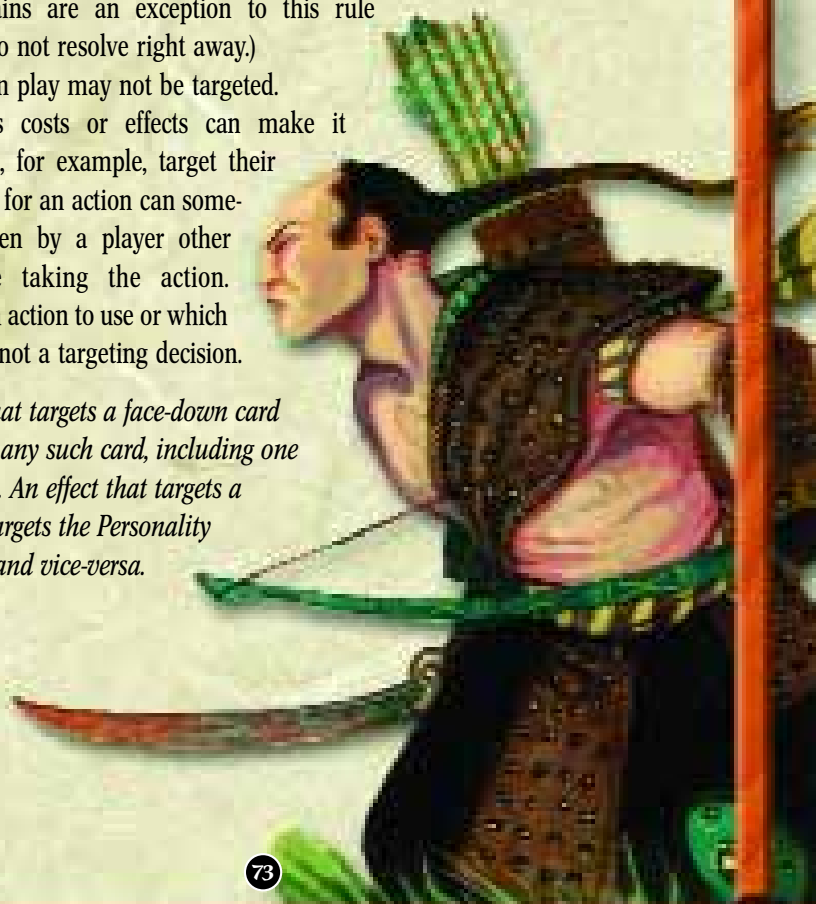 ins are an exception to this rule
o not resolve right away.)
n play may not be targeted.
s costs or effects can make it
, for example, target their
for an action can some-
en by a player other
e taking the action.
n action to use or which
not a targeting decision.
at targets a face-down card
any such card, including one
. An effect that targets a
argets the Personality
and vice-versa.
73